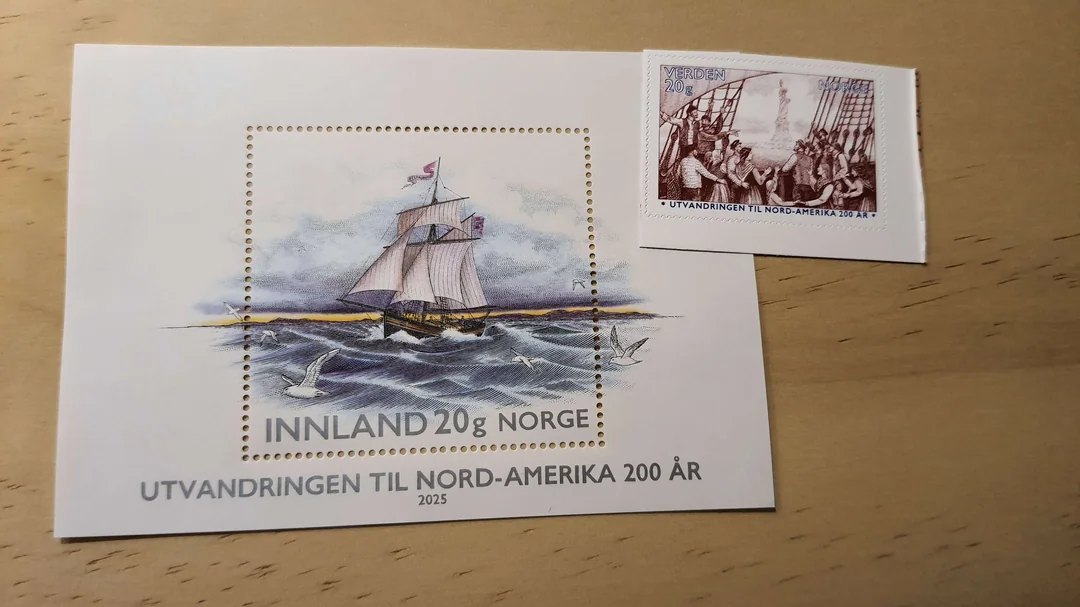 INNLAND 20g NORGE
UTVANDRINGEN TIL NORD-AMERIKA 200 ÅR
2025
VERDEN
20g
NORGE
• UTVANDRINGEN TIL NORD-AMERIKA 200 ÅR •